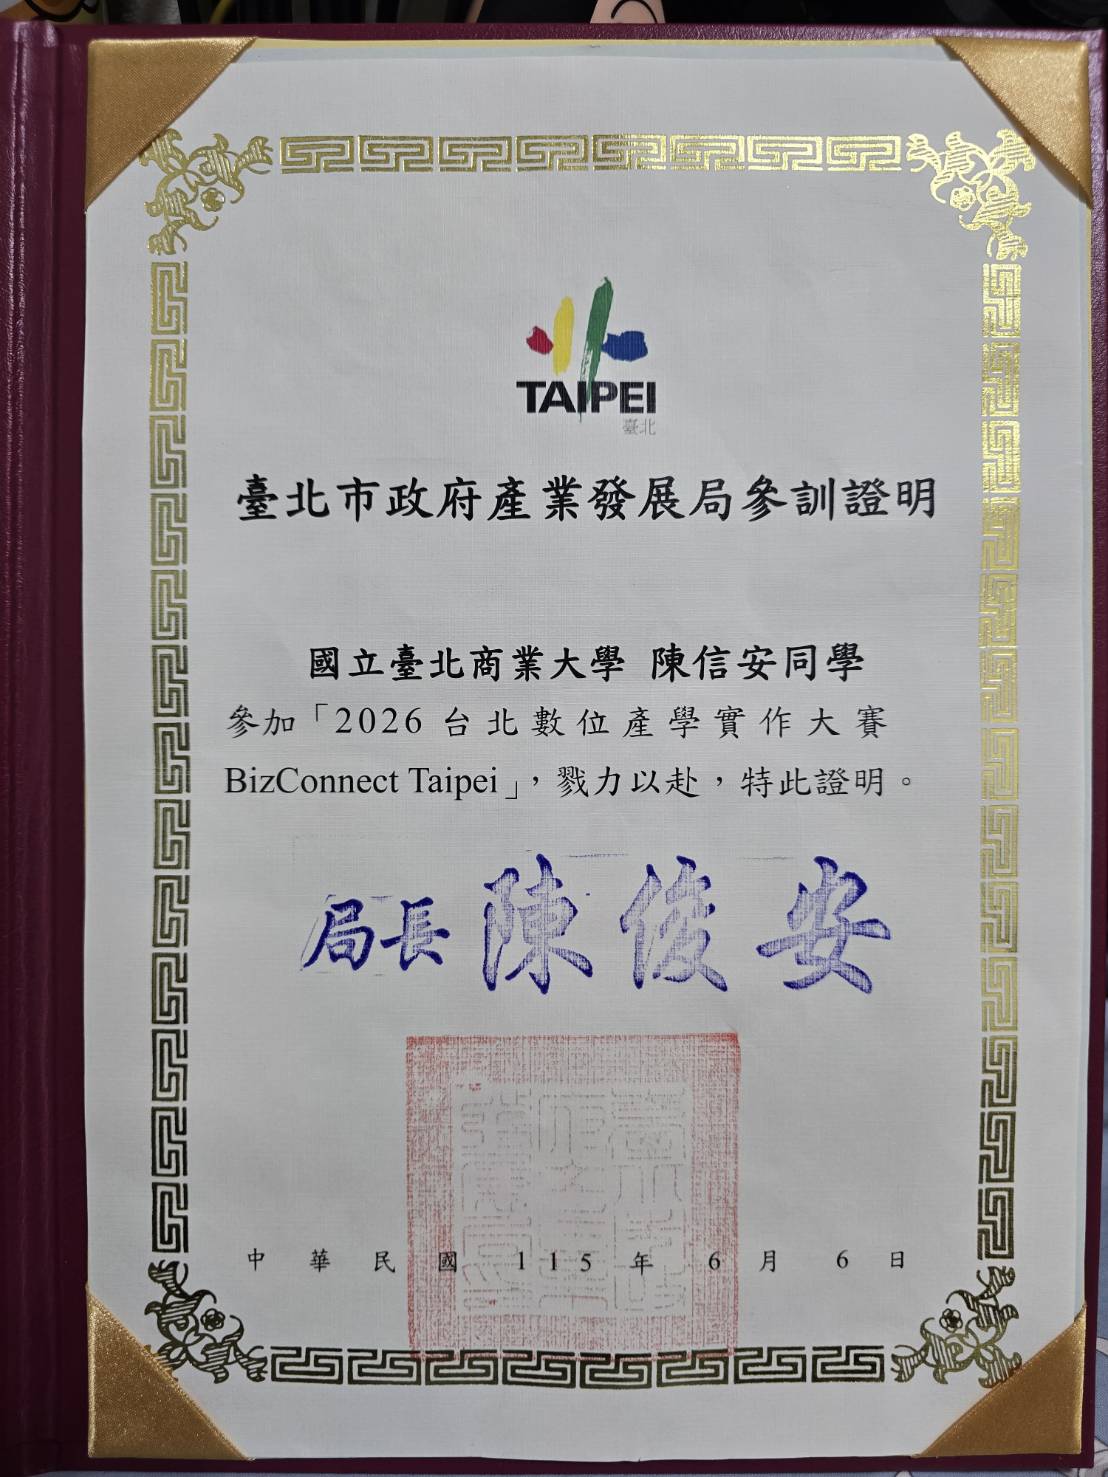 TAIPEI
臺北
臺北市政府產業發展局參訓證明
國立臺北商業大學 陳信安同學
參加「2026 台北數位產學實作大賽
BizConnect Taipei」，戮力以赴，特此證明。
局長 陳俊安
中華民國 115 年 6 月 6 日